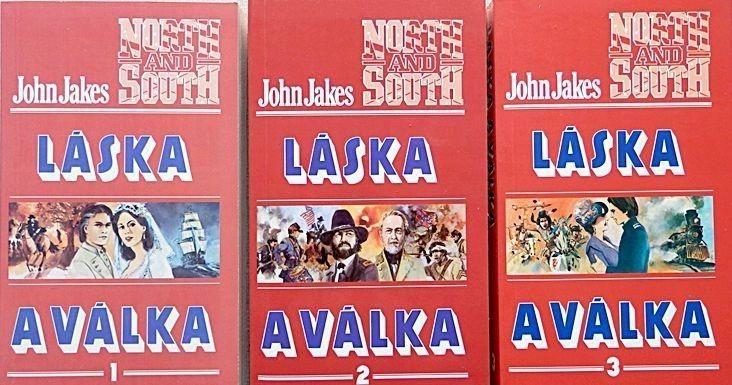 John Jakes
NORTH
AND
SOUTH
LÁSKA
A VÁLKA
1
John Jakes
NORTH
AND
SOUTH
LÁSKA
A VÁLKA
2
John Jakes
NORTH
AND
SOUTH
LÁSKA
A VÁLKA
3